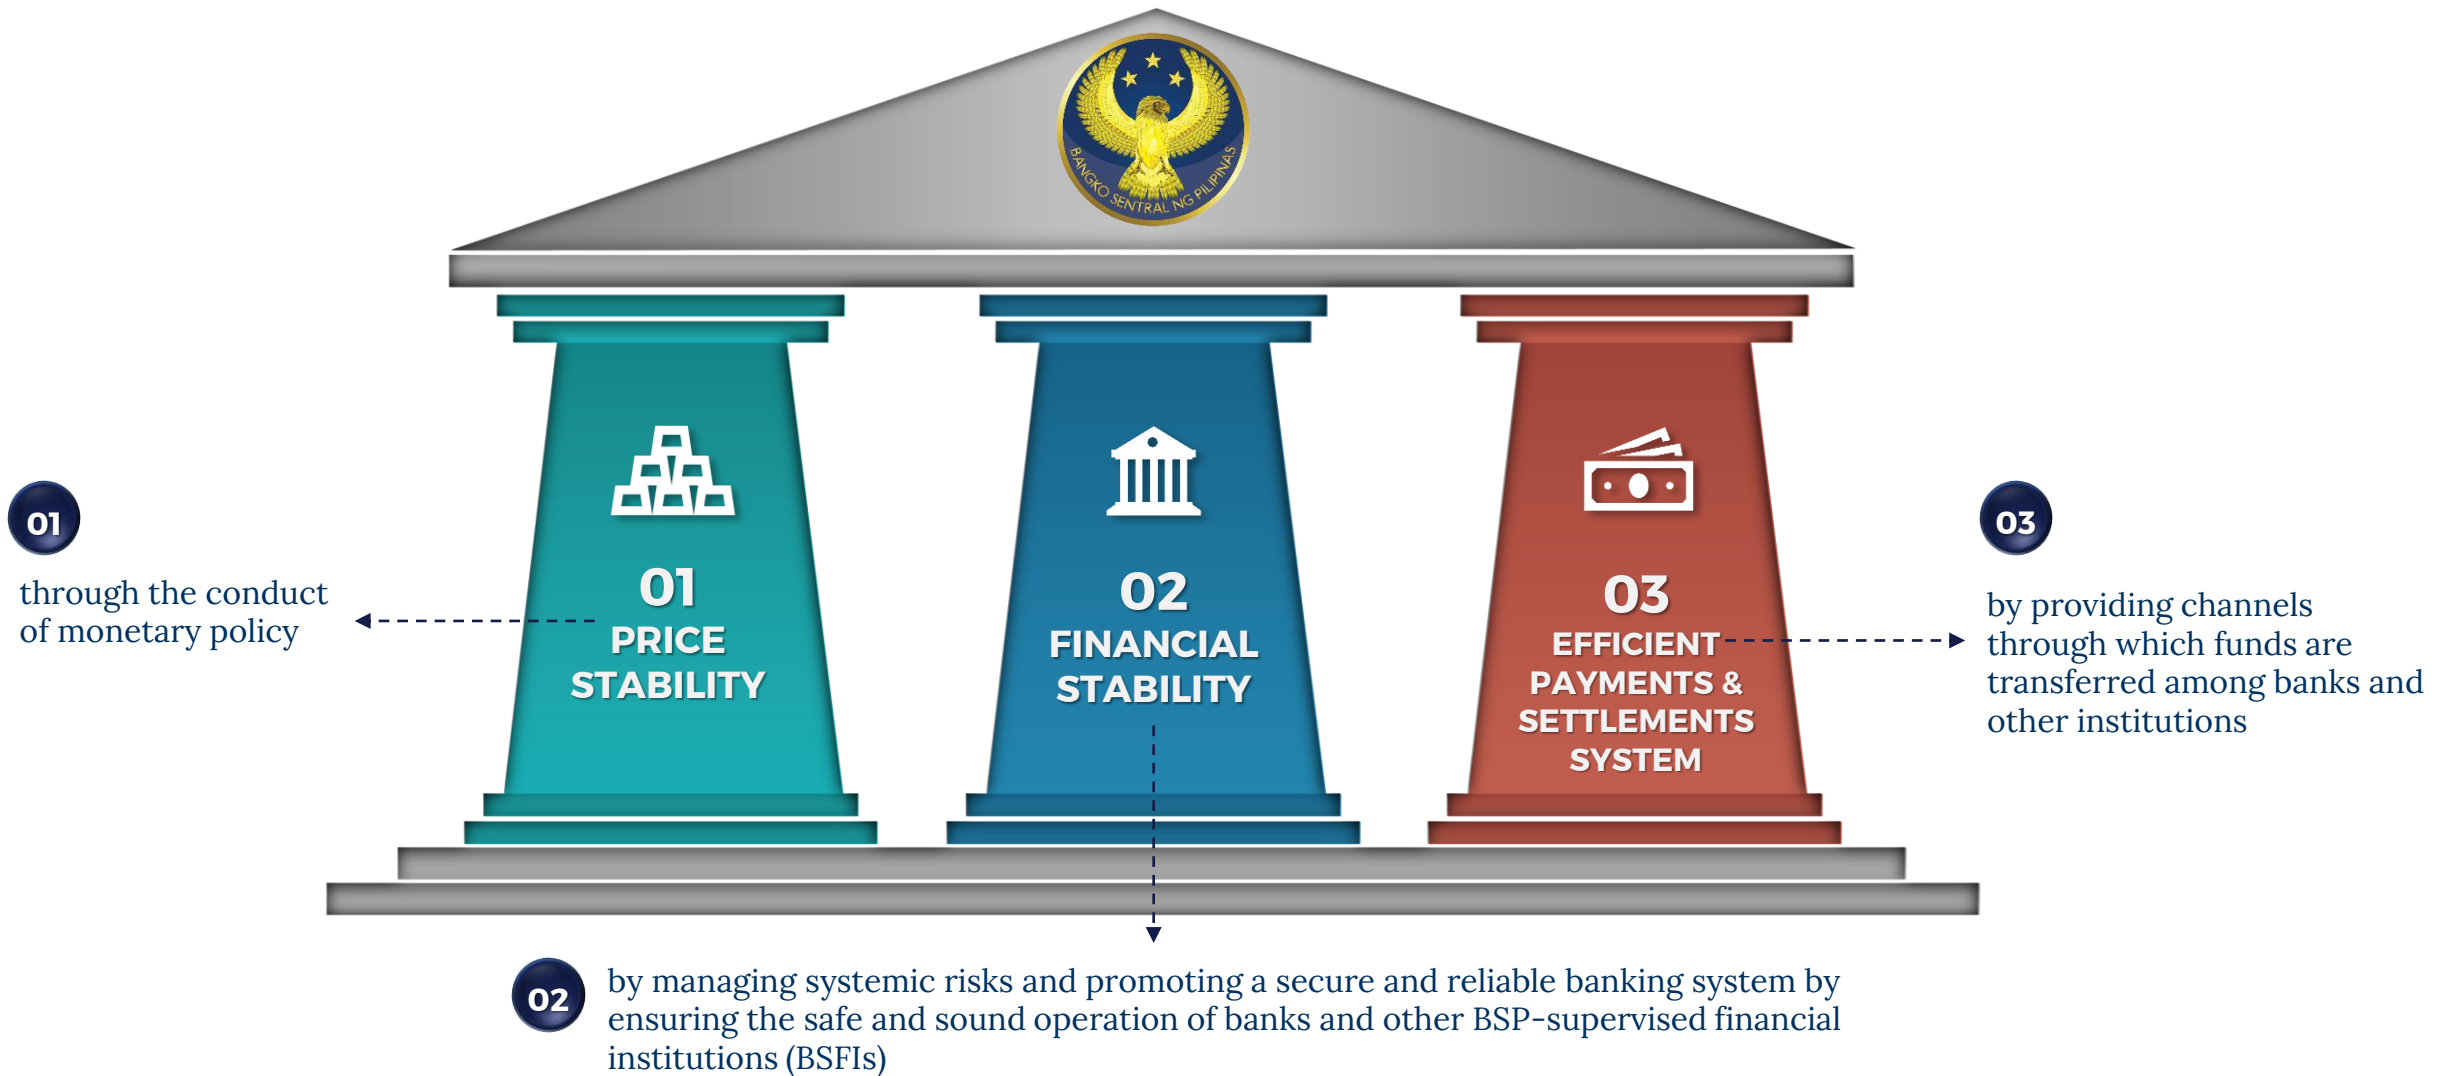 BANGKO SENTRAL NG PILIPINAS
01
through the conduct
of monetary policy
01
PRICE
STABILITY
02
FINANCIAL
STABILITY
03
EFFICIENT
PAYMENTS &
SETTLEMENTS
SYSTEM
03
by providing channels
through which funds are
transferred among banks and
other institutions
02
by managing systemic risks and promoting a secure and reliable banking system by
ensuring the safe and sound operation of banks and other BSP-supervised financial
institutions (BSFIs)